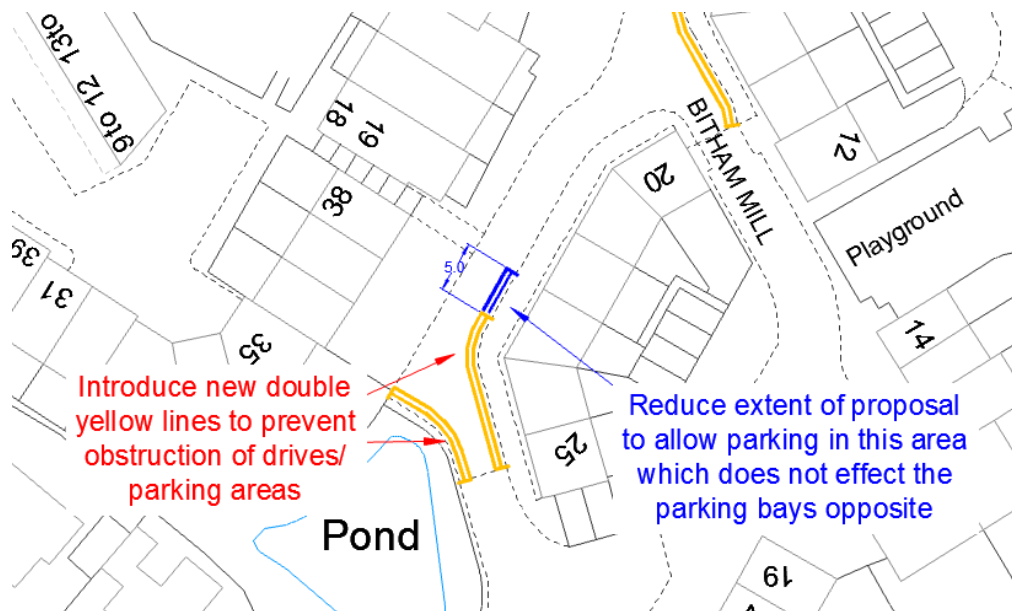 9to 12 13to
18
19
38
39
31
35
5.0
20
BITHAM MILL
12
Playground
14
25
19
Introduce new double
yellow lines to prevent
obstruction of drives/
parking areas
Reduce extent of proposal
to allow parking in this area
which does not effect the
parking bays opposite
Pond